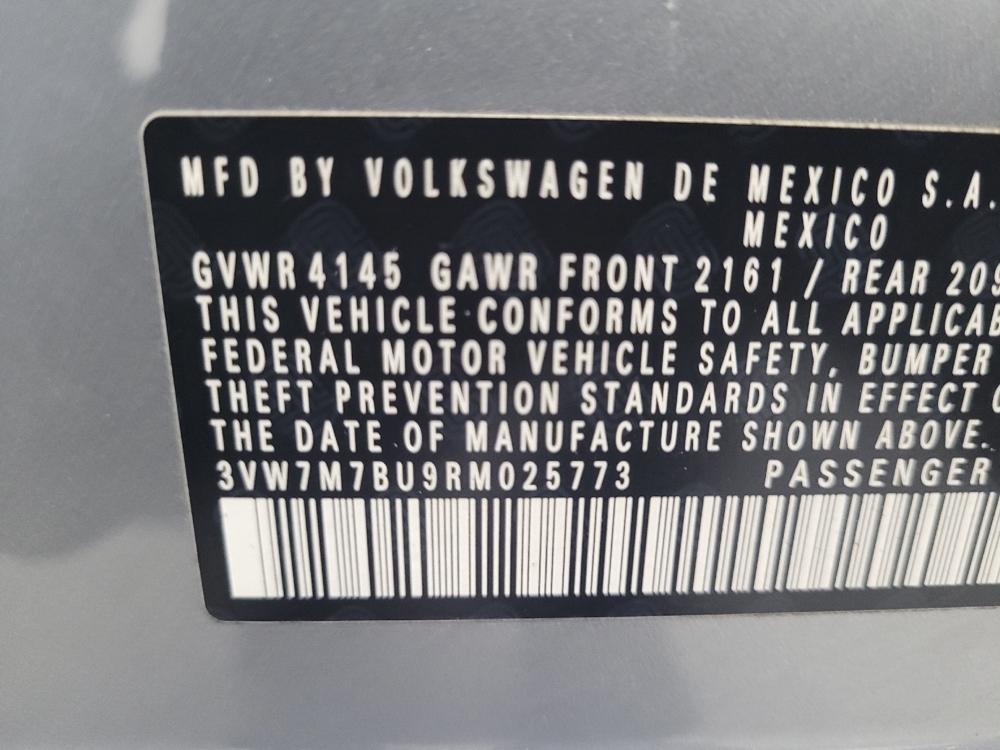 MFD BY VOLKSWAGEN DE MEXICO S.A.
MEXICO
GVWR 4145 GAWR FRONT 2161 / REAR
THIS VEHICLE CONFORMS TO ALL
FEDERAL MOTOR VEHICLE SAFETY, BUMPER
THEFT PREVENTION STANDARDS IN EFFECT
THE DATE OF MANUFACTURE SHOWN ABOVE.
3VW7M7BU9RM025773 PASSENGER